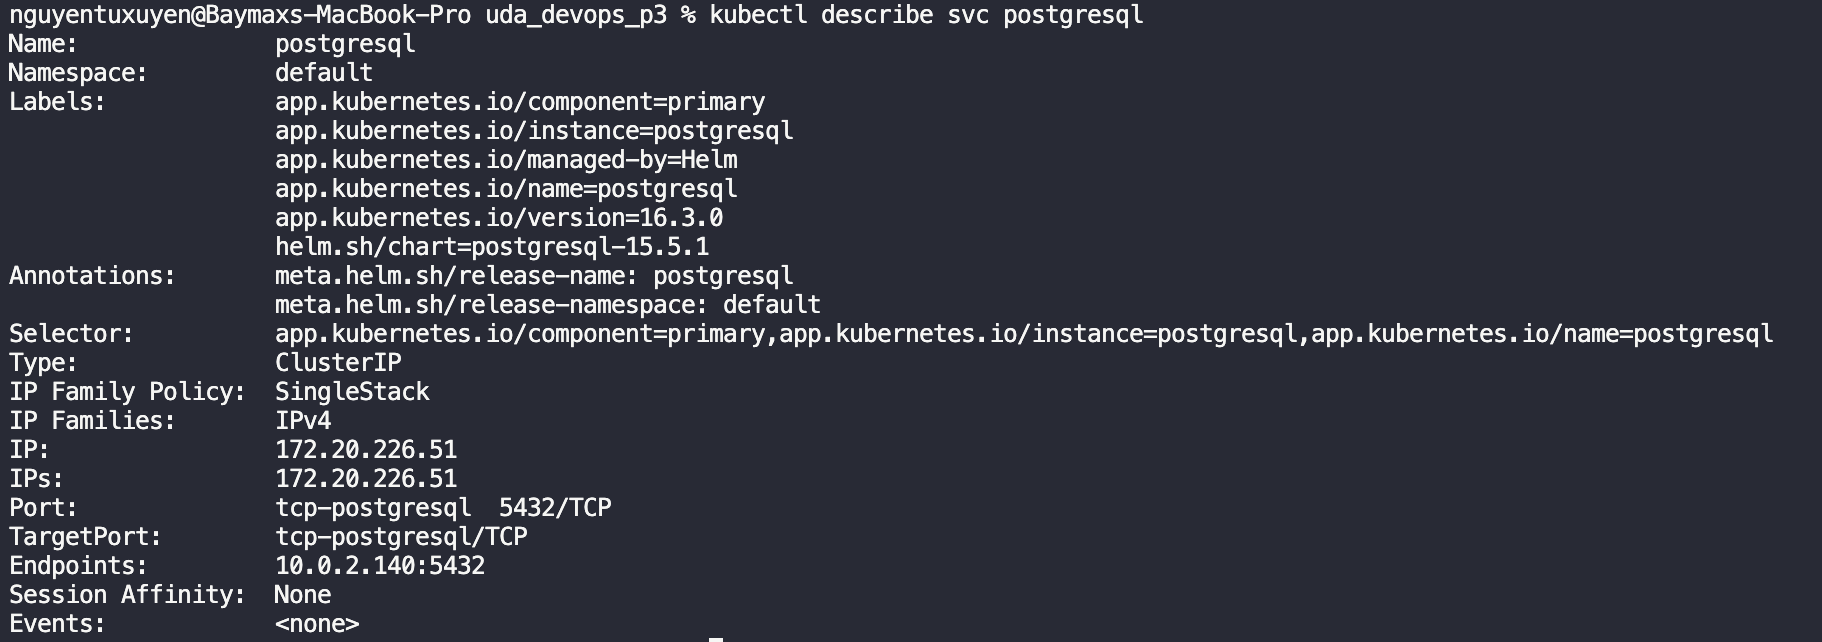 nguyentuxuyen@Baymaxs-MacBook-Pro uda_devops_p3 % kubectl describe svc postgresql
Name:              postgresql
Namespace:         default
Labels:            app.kubernetes.io/component=primary
                   app.kubernetes.io/instance=postgresql
                   app.kubernetes.io/managed-by=Helm
                   app.kubernetes.io/name=postgresql
                   app.kubernetes.io/version=16.3.0
                   helm.sh/chart=postgresql-15.5.1
Annotations:       meta.helm.sh/release-name: postgresql
                   meta.helm.sh/release-namespace: default
Selector:          app.kubernetes.io/component=primary,app.kubernetes.io/instance=postgresql,app.kubernetes.io/name=postgresql
Type:              ClusterIP
IP Family Policy:  SingleStack
IP Families:       IPv4
IP:                172.20.226.51
IPs:               172.20.226.51
Port:              tcp-postgresql  5432/TCP
TargetPort:        tcp-postgresql/TCP
Endpoints:         10.0.2.140:5432
Session Affinity:  None
Events:            <none>